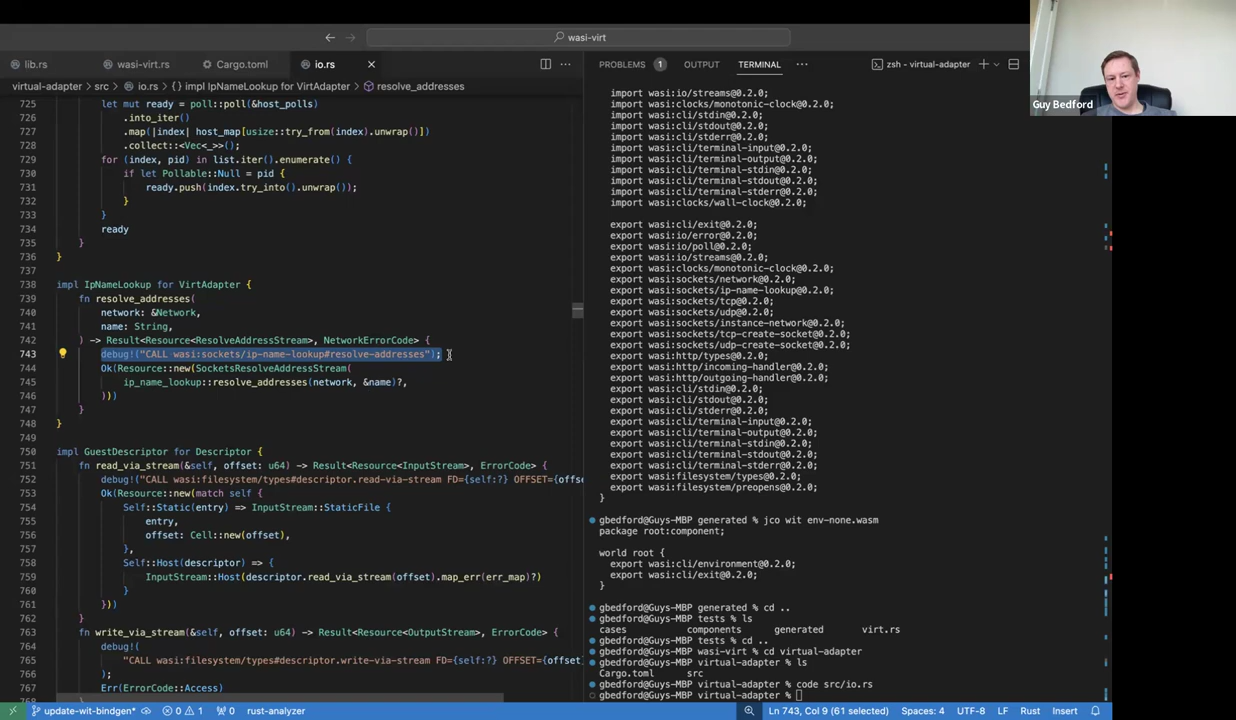 wasi-virt
lib.rs
wasi-virt.rs
Cargo.toml
io.rs
virtual-adapter > src > io.rs > {} impl IpNameLookup for VirtAdapter > resolve_addresses
725 let mut ready = poll::poll(&host_polls)
726 .into_iter()
727 .map(|index| host_map[usize::try_from(index).unwrap()])
728 .collect::<Vec<_>>();
729 for (index, pid) in list.iter().enumerate() {
730 if let Pollable::Null = pid {
731 ready.push(index.try_into().unwrap());
732 }
733 }
734 ready
735 }
736 }
737
738 impl IpNameLookup for VirtAdapter {
739 fn resolve_addresses(
740 network: &Network,
741 name: String,
742 ) -> Result<Resource<ResolveAddressStream>, NetworkErrorCode> {
743 debug!("CALL wasi:sockets/ip-name-lookup#resolve-addresses");
744 Ok(Resource::new(SocketsResolveAddressStream(
745 ip_name_lookup::resolve_addresses(network, &name)?,
746 )))
747 }
748 }
749
750 impl GuestDescriptor for Descriptor {
751 fn read_via_stream(&self, offset: u64) -> Result<Resource<InputStream>, ErrorCode> {
752 debug!("CALL wasi:filesystem/types#descriptor.read-via-stream FD={self:?} OFFSET={offse
753 Ok(Resource::new(match self {
754 Self::Static(entry) => InputStream::StaticFile {
755 entry,
756 offset: Cell::new(offset),
757 },
758 Self::Host(descriptor) => {
759 InputStream::Host(descriptor.read_via_stream(offset).map_err(err_map)?)
760 }
761 }))
762 }
763 fn write_via_stream(&self, offset: u64) -> Result<Resource<OutputStream>, ErrorCode> {
764 debug!(
765 "CALL wasi:filesystem/types#descriptor.write-via-stream FD={self:?} OFFSET={offset
766 );
767 Err(ErrorCode::Access)
768 }
PROBLEMS 1 OUTPUT TERMINAL zsh - virtual-adapter
import wasi:io/streams@0.2.0;
import wasi:clocks/monotonic-clock@0.2.0;
import wasi:cli/stdin@0.2.0;
import wasi:cli/stdout@0.2.0;
import wasi:cli/stderr@0.2.0;
import wasi:cli/terminal-input@0.2.0;
import wasi:cli/terminal-output@0.2.0;
import wasi:cli/terminal-stdin@0.2.0;
import wasi:cli/terminal-stdout@0.2.0;
import wasi:cli/terminal-stderr@0.2.0;
import wasi:clocks/wall-clock@0.2.0;
export wasi:cli/exit@0.2.0;
export wasi:io/error@0.2.0;
export wasi:io/poll@0.2.0;
export wasi:io/streams@0.2.0;
export wasi:clocks/monotonic-clock@0.2.0;
export wasi:sockets/network@0.2.0;
export wasi:sockets/ip-name-lookup@0.2.0;
export wasi:sockets/tcp@0.2.0;
export wasi:sockets/udp@0.2.0;
export wasi:sockets/instance-network@0.2.0;
export wasi:sockets/tcp-create-socket@0.2.0;
export wasi:sockets/udp-create-socket@0.2.0;
export wasi:http/types@0.2.0;
export wasi:http/incoming-handler@0.2.0;
export wasi:http/outgoing-handler@0.2.0;
export wasi:cli/stdin@0.2.0;
export wasi:cli/stdout@0.2.0;
export wasi:cli/stderr@0.2.0;
export wasi:cli/terminal-input@0.2.0;
export wasi:cli/terminal-output@0.2.0;
export wasi:cli/terminal-stdin@0.2.0;
export wasi:cli/terminal-stdout@0.2.0;
export wasi:cli/terminal-stderr@0.2.0;
export wasi:filesystem/types@0.2.0;
export wasi:filesystem/preopens@0.2.0;
}
gbedford@Guys-MBP generated % jco wit env-none.wasm
package root:component;
world root {
export wasi:cli/environment@0.2.0;
export wasi:cli/exit@0.2.0;
}
gbedford@Guys-MBP generated % cd ..
gbedford@Guys-MBP tests % ls
cases components generated virt.rs
gbedford@Guys-MBP tests % cd ..
gbedford@Guys-MBP wasi-virt % cd virtual-adapter
gbedford@Guys-MBP virtual-adapter % ls
Cargo.toml src
gbedford@Guys-MBP virtual-adapter % code src/io.rs
gbedford@Guys-MBP virtual-adapter %
Guy Bedford
update-wit-bindgen* 0 1 0 rust-analyzer
Ln 743, Col 9 (61 selected) Spaces: 4 UTF-8 LF Rust Insert